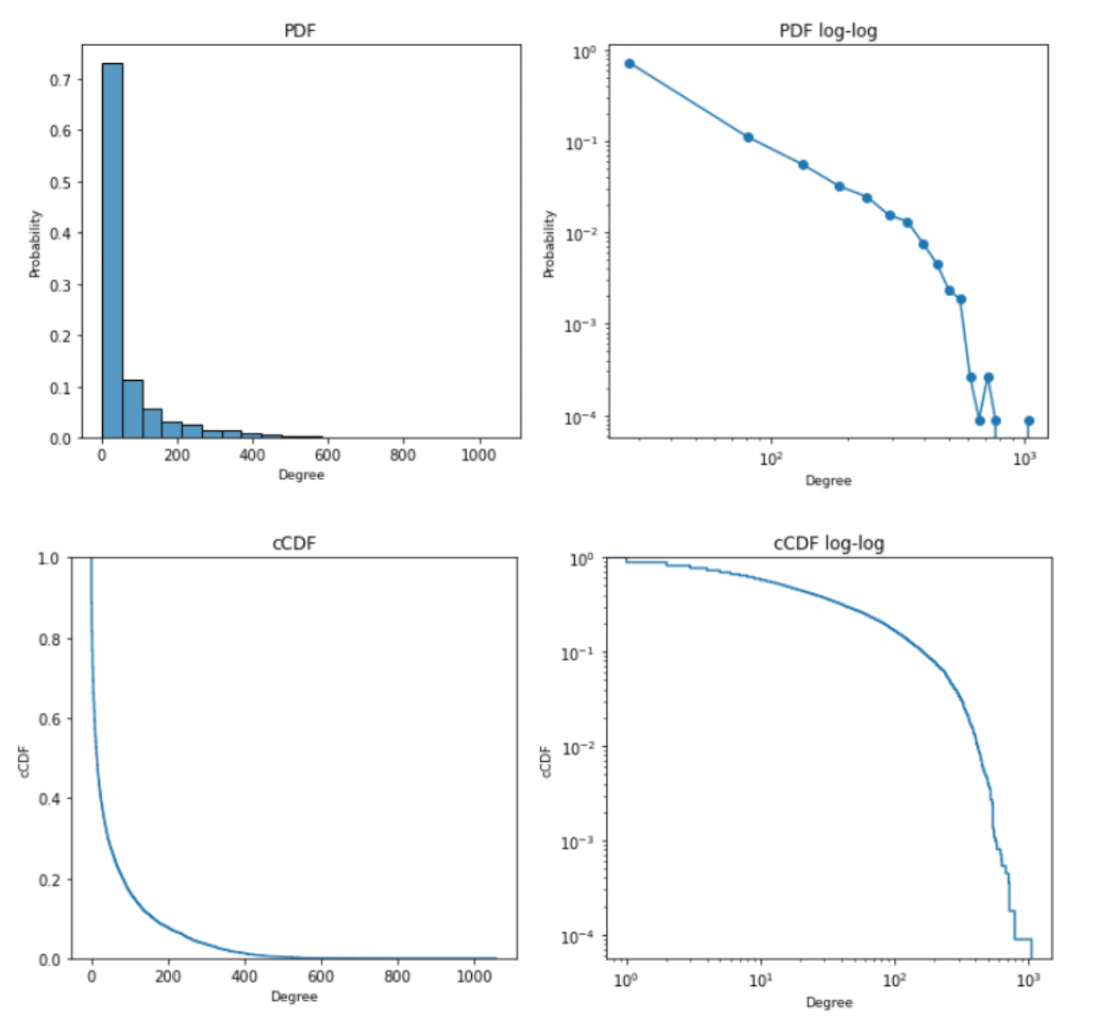 PDF
Probability
0.7
0.6
0.5
0.4
0.3
0.2
0.1
0.0
0 200 400 600 800 1000
Degree
PDF log-log
Probability
10⁰
10⁻¹
10⁻²
10⁻³
10⁻⁴
10² 10³
Degree
cCDF
cCDF
1.0
0.8
0.6
0.4
0.2
0.0
0 200 400 600 800 1000
Degree
cCDF log-log
cCDF
10⁰
10⁻¹
10⁻²
10⁻³
10⁻⁴
10⁰ 10¹ 10² 10³
Degree